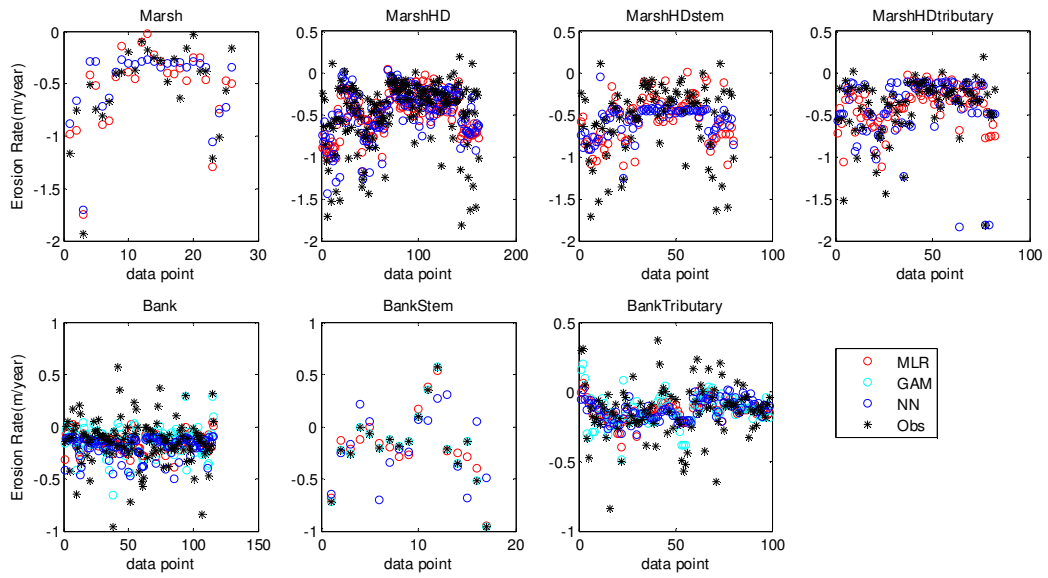 Marsh
MarshHD
MarshHDstem
MarshHDtributary
Erosion Rate(m/year)
0
-0.5
-1
-1.5
-2
0 10 20 30
data point
0.5
0
-0.5
-1
-1.5
-2
0 100 200
data point
0.5
0
-0.5
-1
-1.5
-2
0 50 100
data point
0.5
0
-0.5
-1
-1.5
-2
0 50 100
data point
Bank
BankStem
BankTributary
Erosion Rate(m/year)
1
0.5
0
-0.5
-1
0 50 100 150
data point
1
0.5
0
-0.5
-1
0 10 20
data point
0.5
0
-0.5
-1
0 50 100
data point
MLR
GAM
NN
Obs